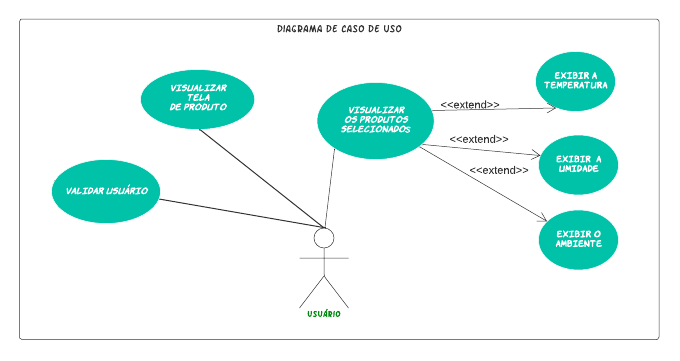 DIAGRAMA DE CASO DE USO
VISUALIZAR
TELA
DE PRODUTO
VISUALIZAR
OS PRODUTOS
SELECIONADOS
<<extend>>
EXIBIR A
TEMPERATURA
<<extend>>
EXIBIR A
UMIDADE
<<extend>>
VALIDAR USUÁRIO
EXIBIR O
AMBIENTE
USUÁRIO